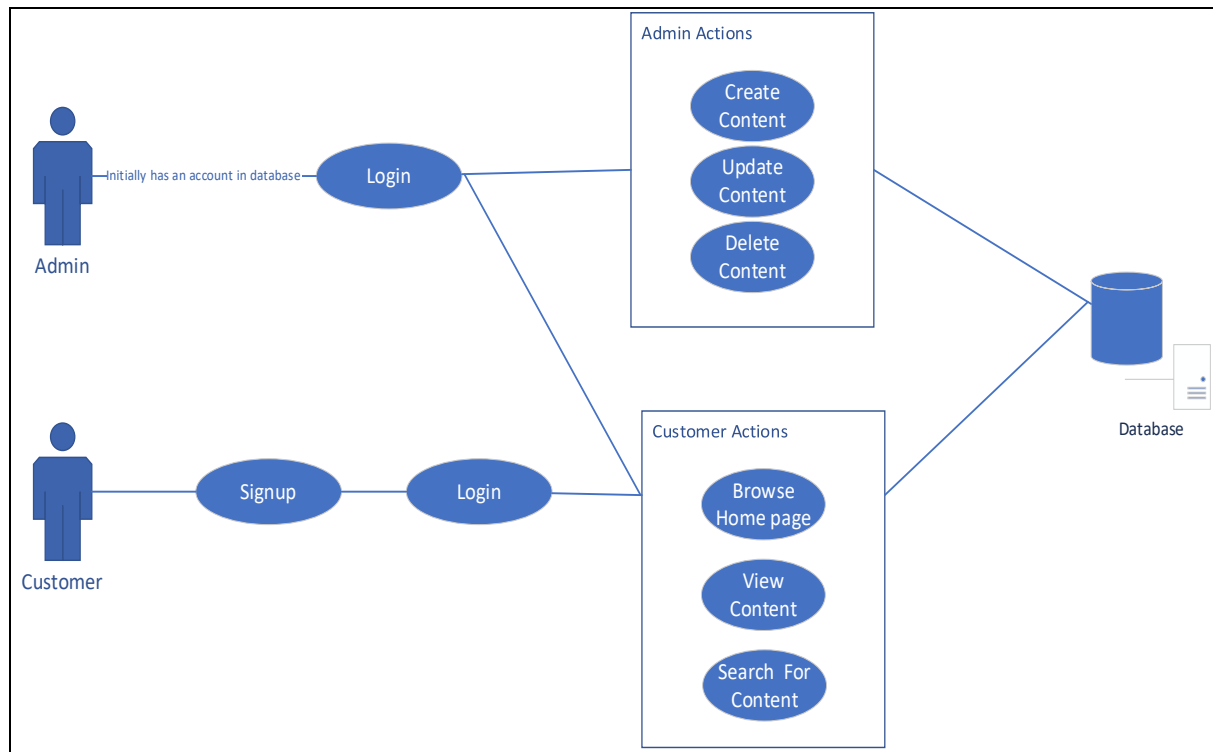 Admin Actions
Create
Content
Update
Content
Delete
Content
Initially has an account in database
Login
Admin
Customer Actions
Browse
Home page
View
Content
Search For
Content
Signup
Login
Customer
Database